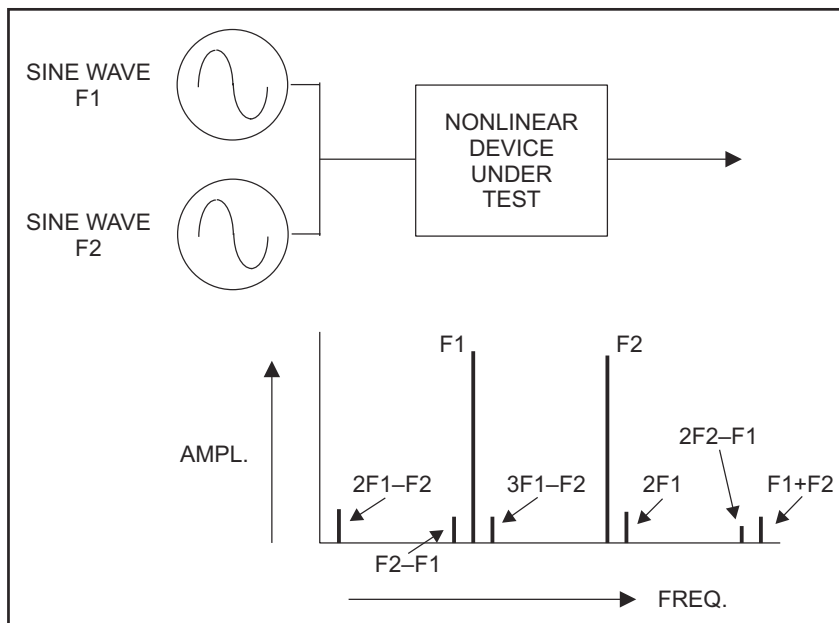 SINE WAVE
F1
NONLINEAR
DEVICE
UNDER
TEST
SINE WAVE
F2
F1
F2
AMPL.
2F1–F2
F2–F1
3F1–F2
2F1
2F2–F1
F1+F2
FREQ.